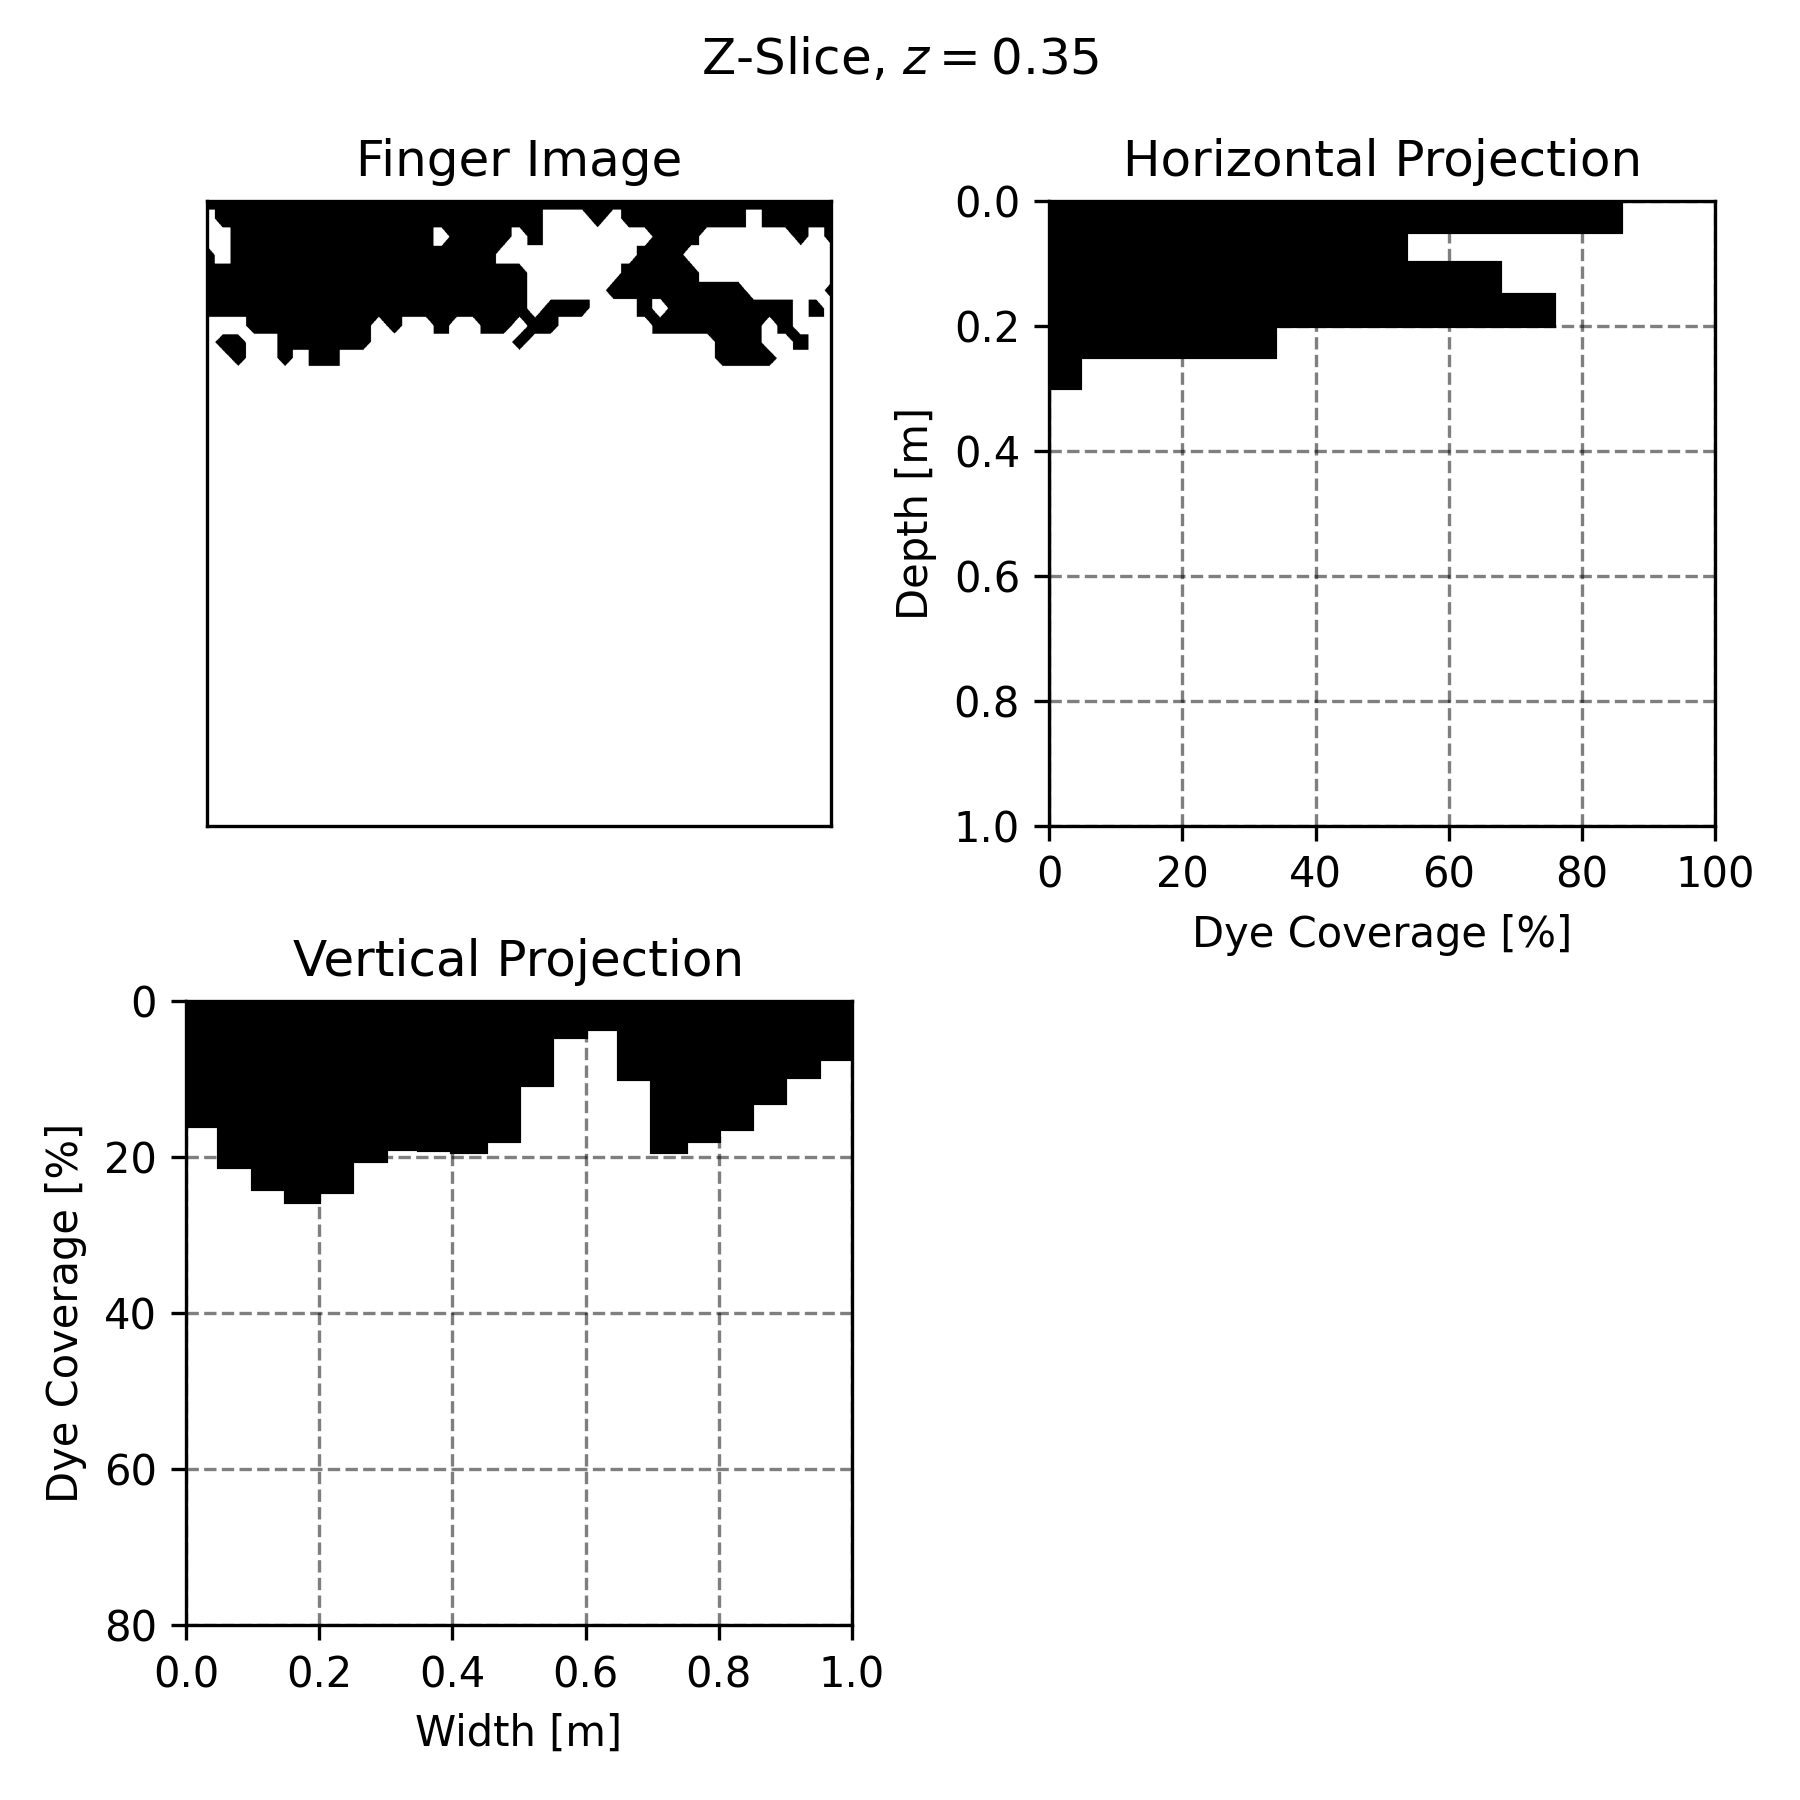 Z-Slice, z = 0.35
Finger Image
Horizontal Projection
0.0
0.2
0.4
0.6
0.8
1.0
Depth [m]
0 20 40 60 80 100
Dye Coverage [%]
Vertical Projection
0
20
40
60
80
Dye Coverage [%]
0.0 0.2 0.4 0.6 0.8 1.0
Width [m]